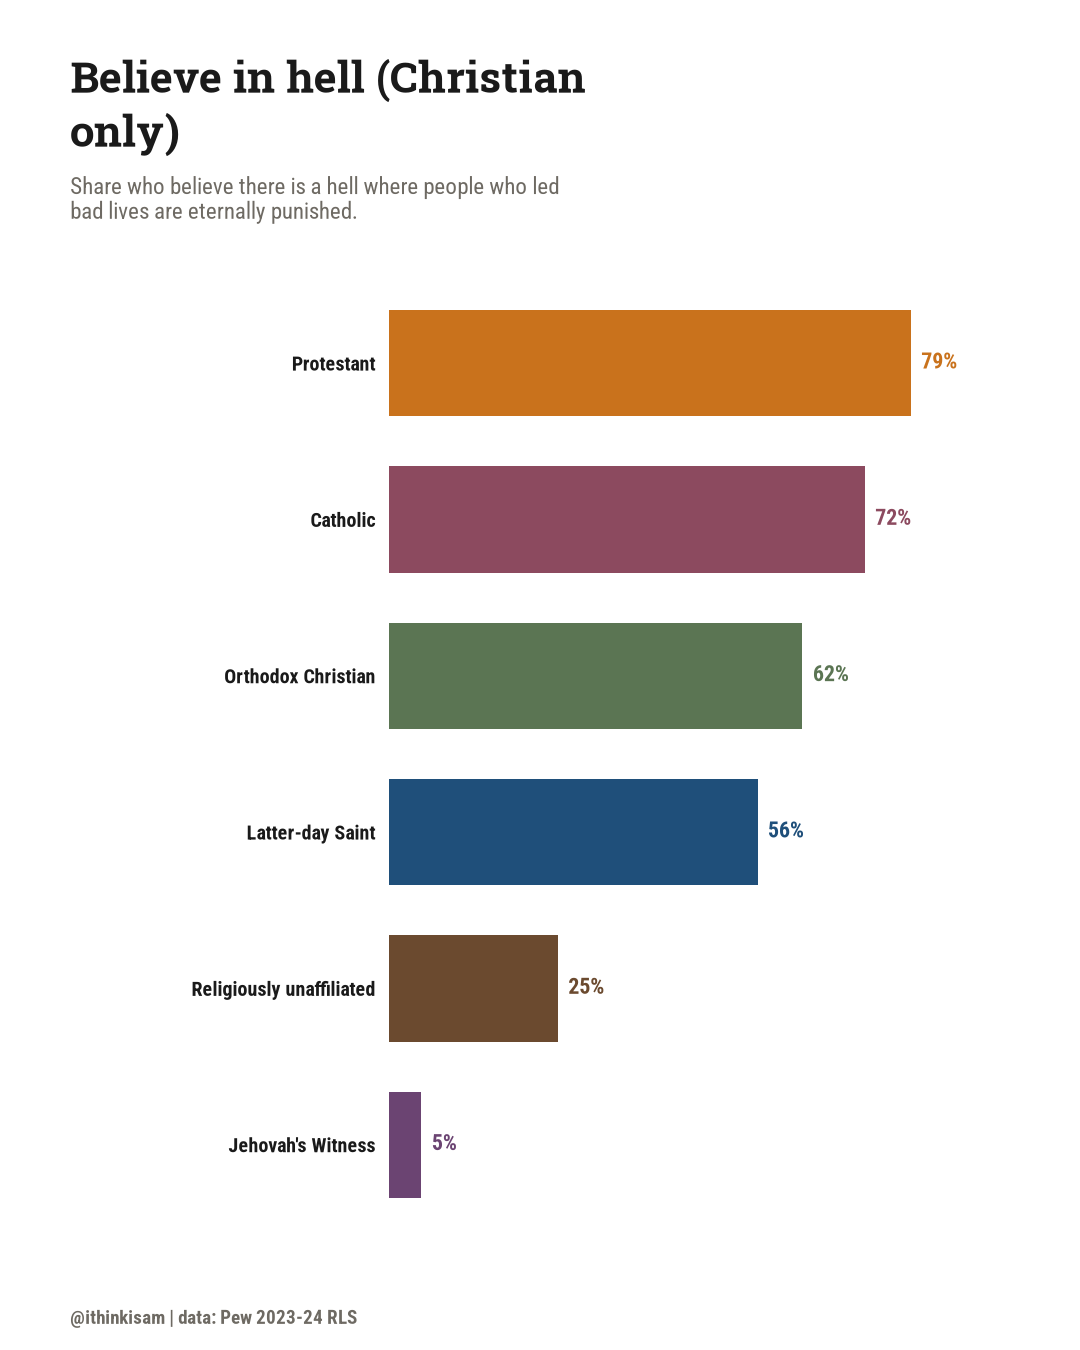 Believe in hell (Christian
only)
Share who believe there is a hell where people who led
bad lives are eternally punished.
Protestant
79%
Catholic
72%
Orthodox Christian
62%
Latter-day Saint
56%
Religiously unaffiliated
25%
Jehovah's Witness
5%
@ithinkisam | data: Pew 2023-24 RLS